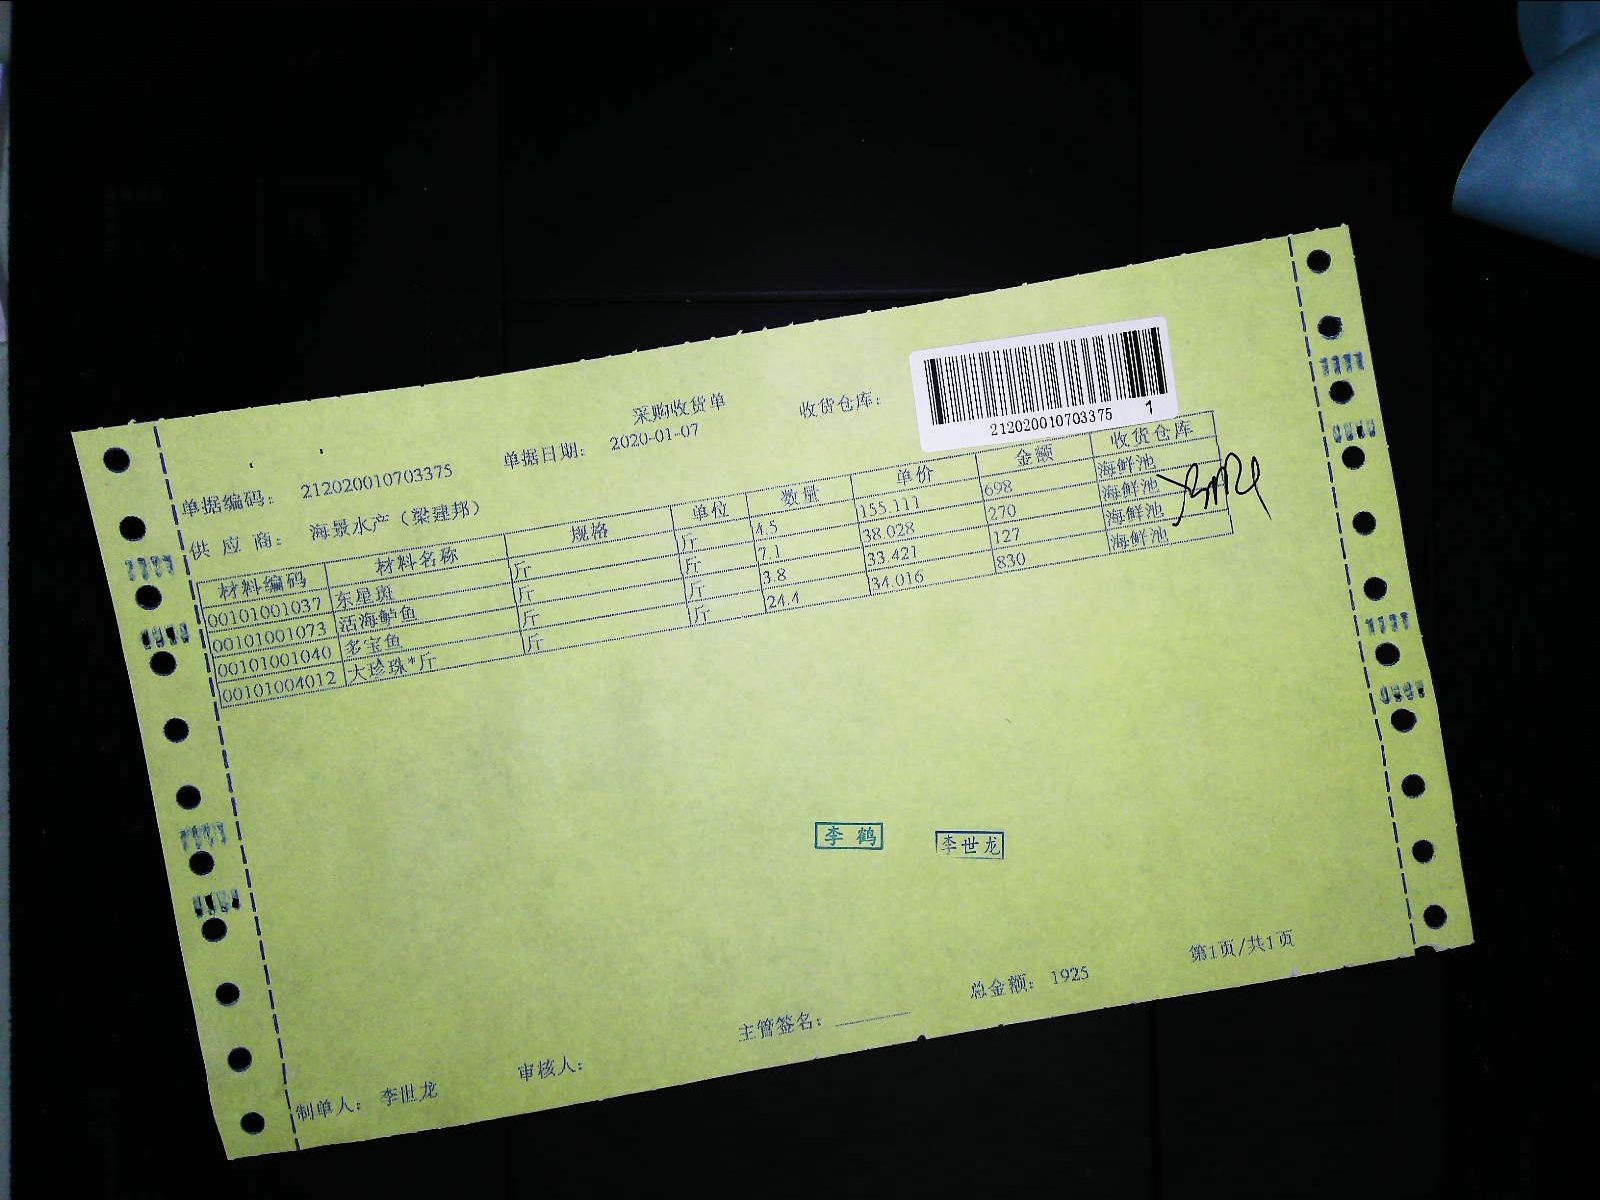 采购收货单
收货仓库：
212020010703375 1
单据编码： 212020010703375 单据日期： 2020-01-07
供 应 商： 海景水产（梁建邦）
材料编码 材料名称 规格 单位 数量 单价 金额 收货仓库
00101001037 东星斑 斤 斤 4.5 155.111 698 海鲜池
00101001073 活海鲈鱼 斤 斤 7.1 38.028 270 海鲜池
00101001040 多宝鱼 斤 斤 3.8 33.421 127 海鲜池
00101004012 大珍珠*斤 斤 斤 24.4 34.016 830 海鲜池
李鹤
李世龙
制单人： 李世龙 审核人： 主管签名： 总金额： 1925 第1页/共1页